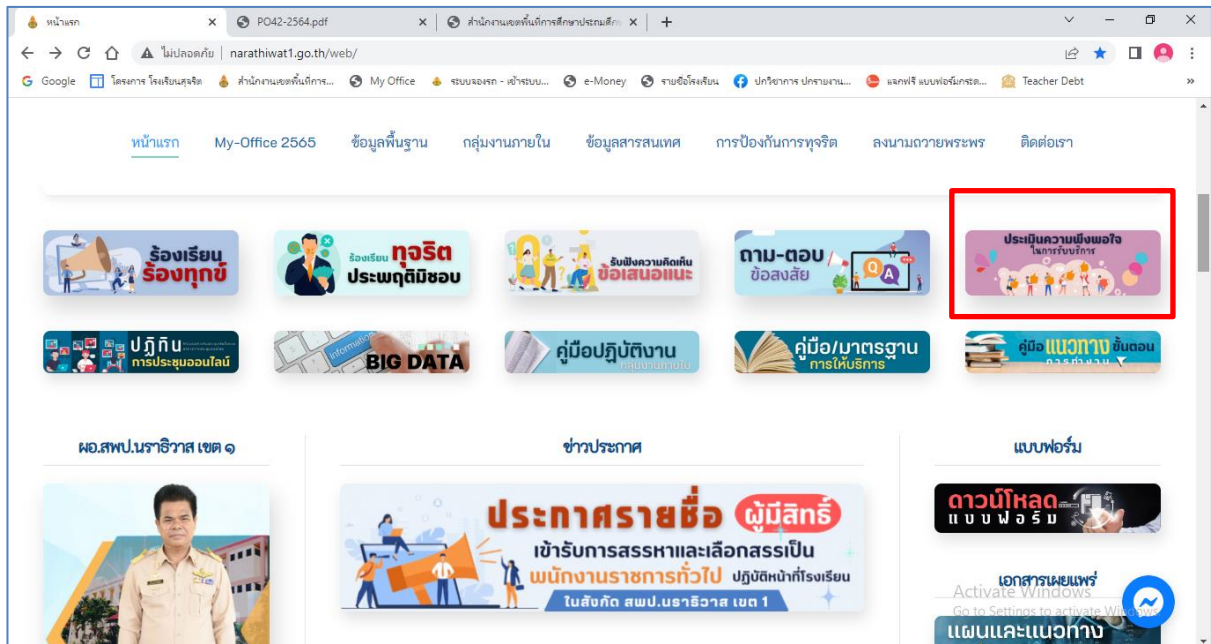 หน้าแรก
PO42-2564.pdf
สำนักงานเขตพื้นที่การศึกษาประถมศึก
ไม่ปลอดภัย | narathiwat1.go.th/web/
Google
โครงการ โรงเรียนสุจริต
สำนักงานเขตพื้นที่การ...
My Office
ระบบจองรถ - เข้าระบบ...
e-Money
รายชื่อโรงเรียน
ปกวิชาการ ปกรายงาน...
แจกฟรี แบบฟอร์มกรอก...
Teacher Debt
หน้าแรก
My-Office 2565
ข้อมูลพื้นฐาน
กลุ่มงานภายใน
ข้อมูลสารสนเทศ
การป้องกันการทุจริต
ลงนามถวายพระพร
ติดต่อเรา
ร้องเรียน
ร้องทุกข์
ร้องเรียน ทุจริต
ประพฤติมิชอบ
รับฟังความคิดเห็น
ข้อเสนอแนะ
ถาม-ตอบ
ข้อสงสัย
Q A
ประเมินความพึงพอใจ
ในการรับบริการ
ปฏิทิน
การประชุมออนไลน์
information
BIG DATA
คู่มือปฏิบัติงาน
กลุ่มงานภายใน
คู่มือ/มาตรฐาน
การให้บริการ
คู่มือ แนวทาง ขั้นตอน
การทำงาน
ผอ.สพป.นราธิวาส เขต ๑
ข่าวประกาศ
แบบฟอร์ม
ประกาศรายชื่อ ผู้มีสิทธิ์
เข้ารับการสรรหาและเลือกสรรเป็น
พนักงานราชการทั่วไป ปฏิบัติหน้าที่โรงเรียน
ในสังกัด สพป.นราธิวาส เขต 1
ดาวน์โหลด
แบบฟอร์ม
เอกสารเผยแพร่
Activate Windows
Go to Settings to activate Windows
แผนและแนวทาง